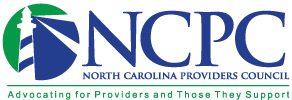 NCPC
NORTH CAROLINA PROVIDERS COUNCIL
Advocating for Providers and Those They Support